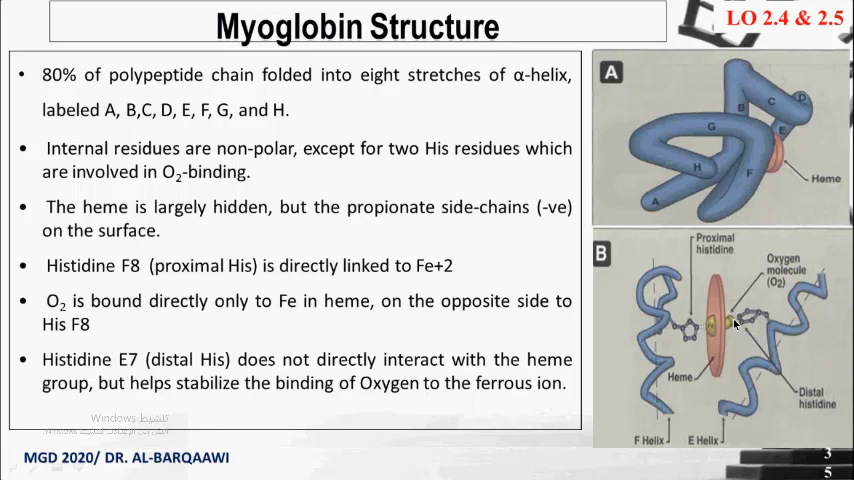 Myoglobin Structure
LO 2.4 & 2.5
• 80% of polypeptide chain folded into eight stretches of α-helix,
labeled A, B,C, D, E, F, G, and H.
• Internal residues are non-polar, except for two His residues which
are involved in O₂-binding.
• The heme is largely hidden, but the propionate side-chains (-ve)
on the surface.
• Histidine F8 (proximal His) is directly linked to Fe+2
• O₂ is bound directly only to Fe in heme, on the opposite side to
His F8
• Histidine E7 (distal His) does not directly interact with the heme
group, but helps stabilize the binding of Oxygen to the ferrous ion.
A
B
C
D
E
G
H
F
A
Heme
B
Proximal
histidine
Oxygen
molecule
(O₂)
Fe
Heme
Distal
histidine
F Helix
E Helix
تنشيط Windows
MGD 2020/ DR. AL-BARQAAWI
3
5